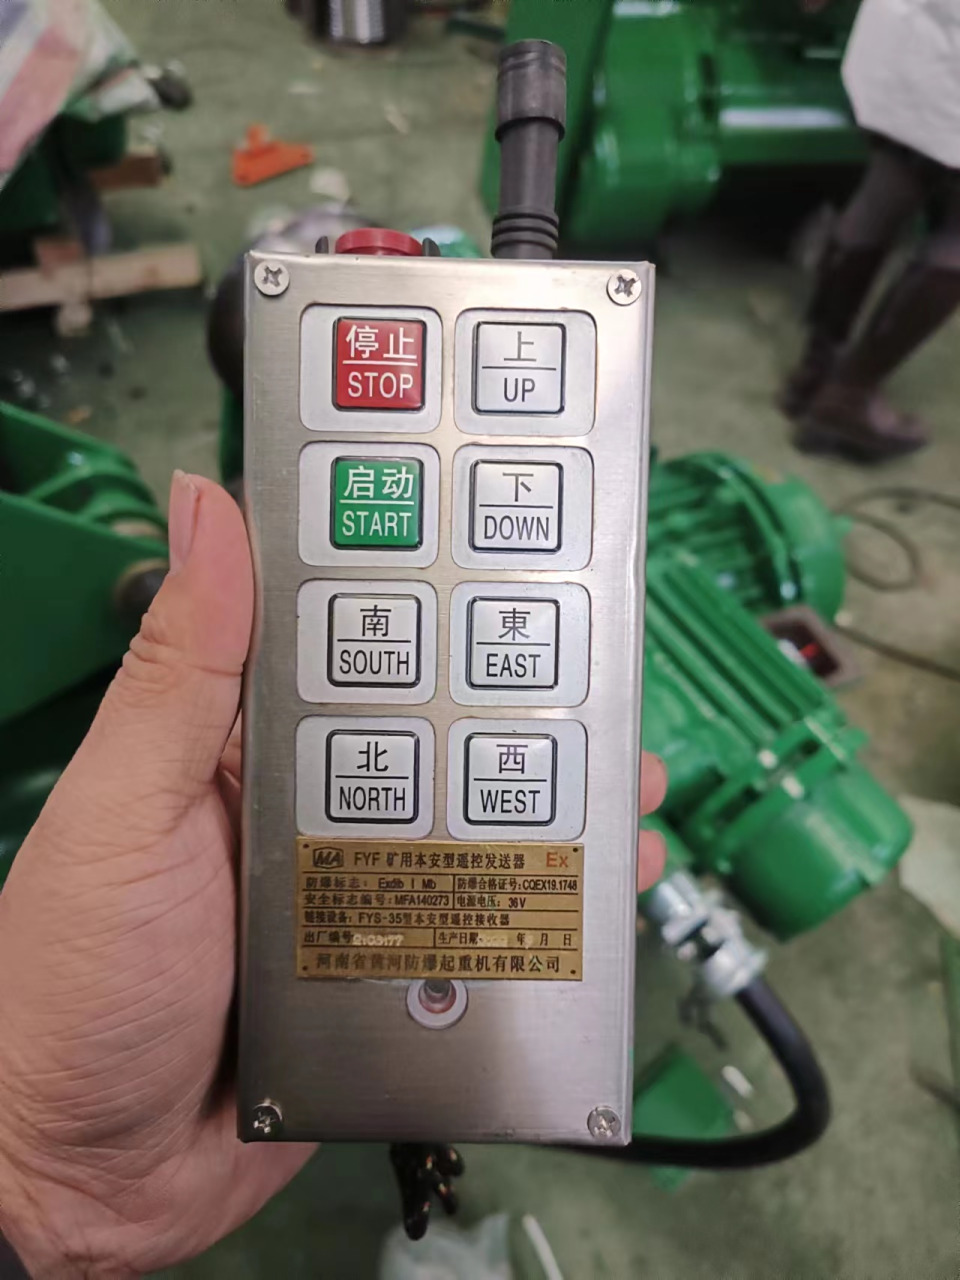 停止
STOP
上
UP
启动
START
下
DOWN
南
SOUTH
東
EAST
北
NORTH
西
WEST
MA FYF 矿用本安型遥控发送器 Ex
防爆标志: Exdib I Mb 防爆合格证号: CQEX19.1748
安全标志编号: MFA140273 电源电压: 36V
链接设备: FYS-35型本安型遥控接收器
出厂编号 生产日期 年 月 日
河南省黄河防爆起重机有限公司